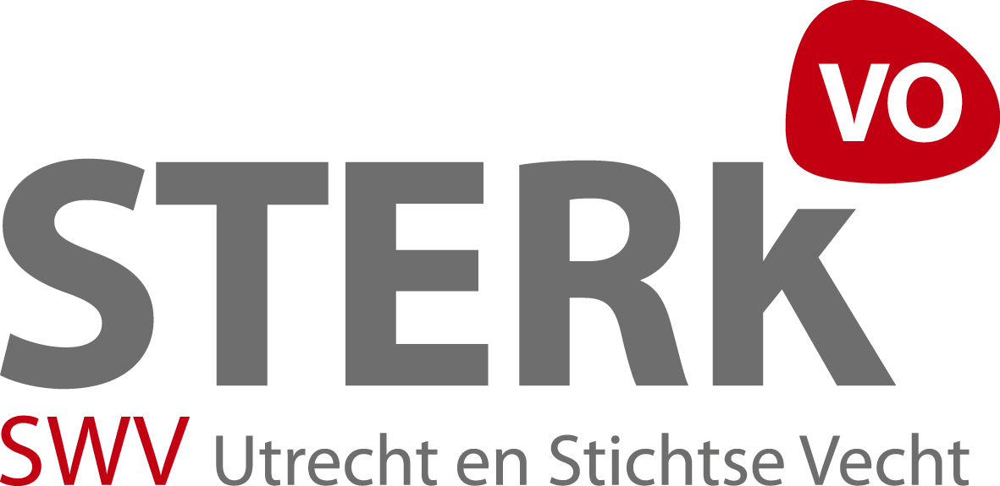 VO
STERk
SWV Utrecht en Stichtse Vecht